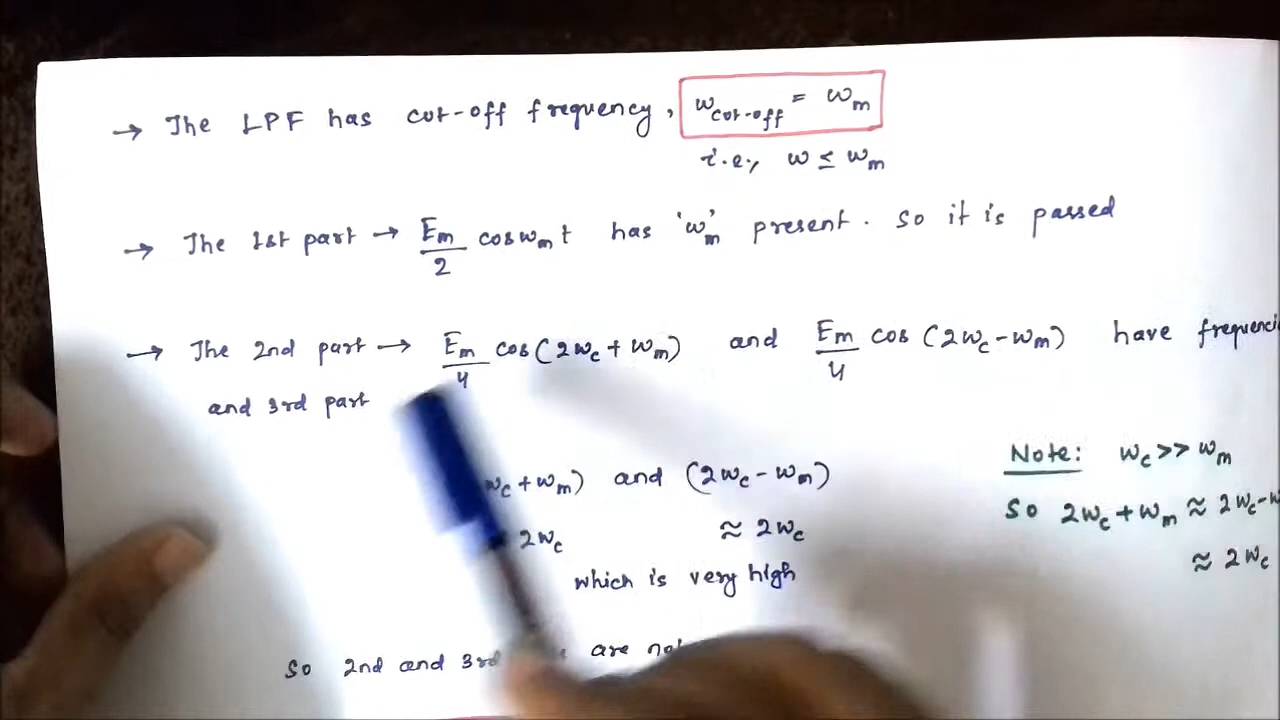 → The LPF has cut-off frequency, ω_cut-off = ω_m
i.e., ω ≤ ω_m
→ The 1st part → E_m/2 cos ω_m t has 'ω_m' present. So it is passed
→ The 2nd part → E_m/4 cos(2ω_c + ω_m) and E_m/4 cos(2ω_c - ω_m) have
and 3rd part
ω_c + ω_m) and (2ω_c - ω_m)
2ω_c ≈ 2ω_c
which is very high
Note: ω_c >> ω_m
So 2ω_c + ω_m ≈ 2ω_c -
≈ 2ω_c
So 2nd and 3rd are